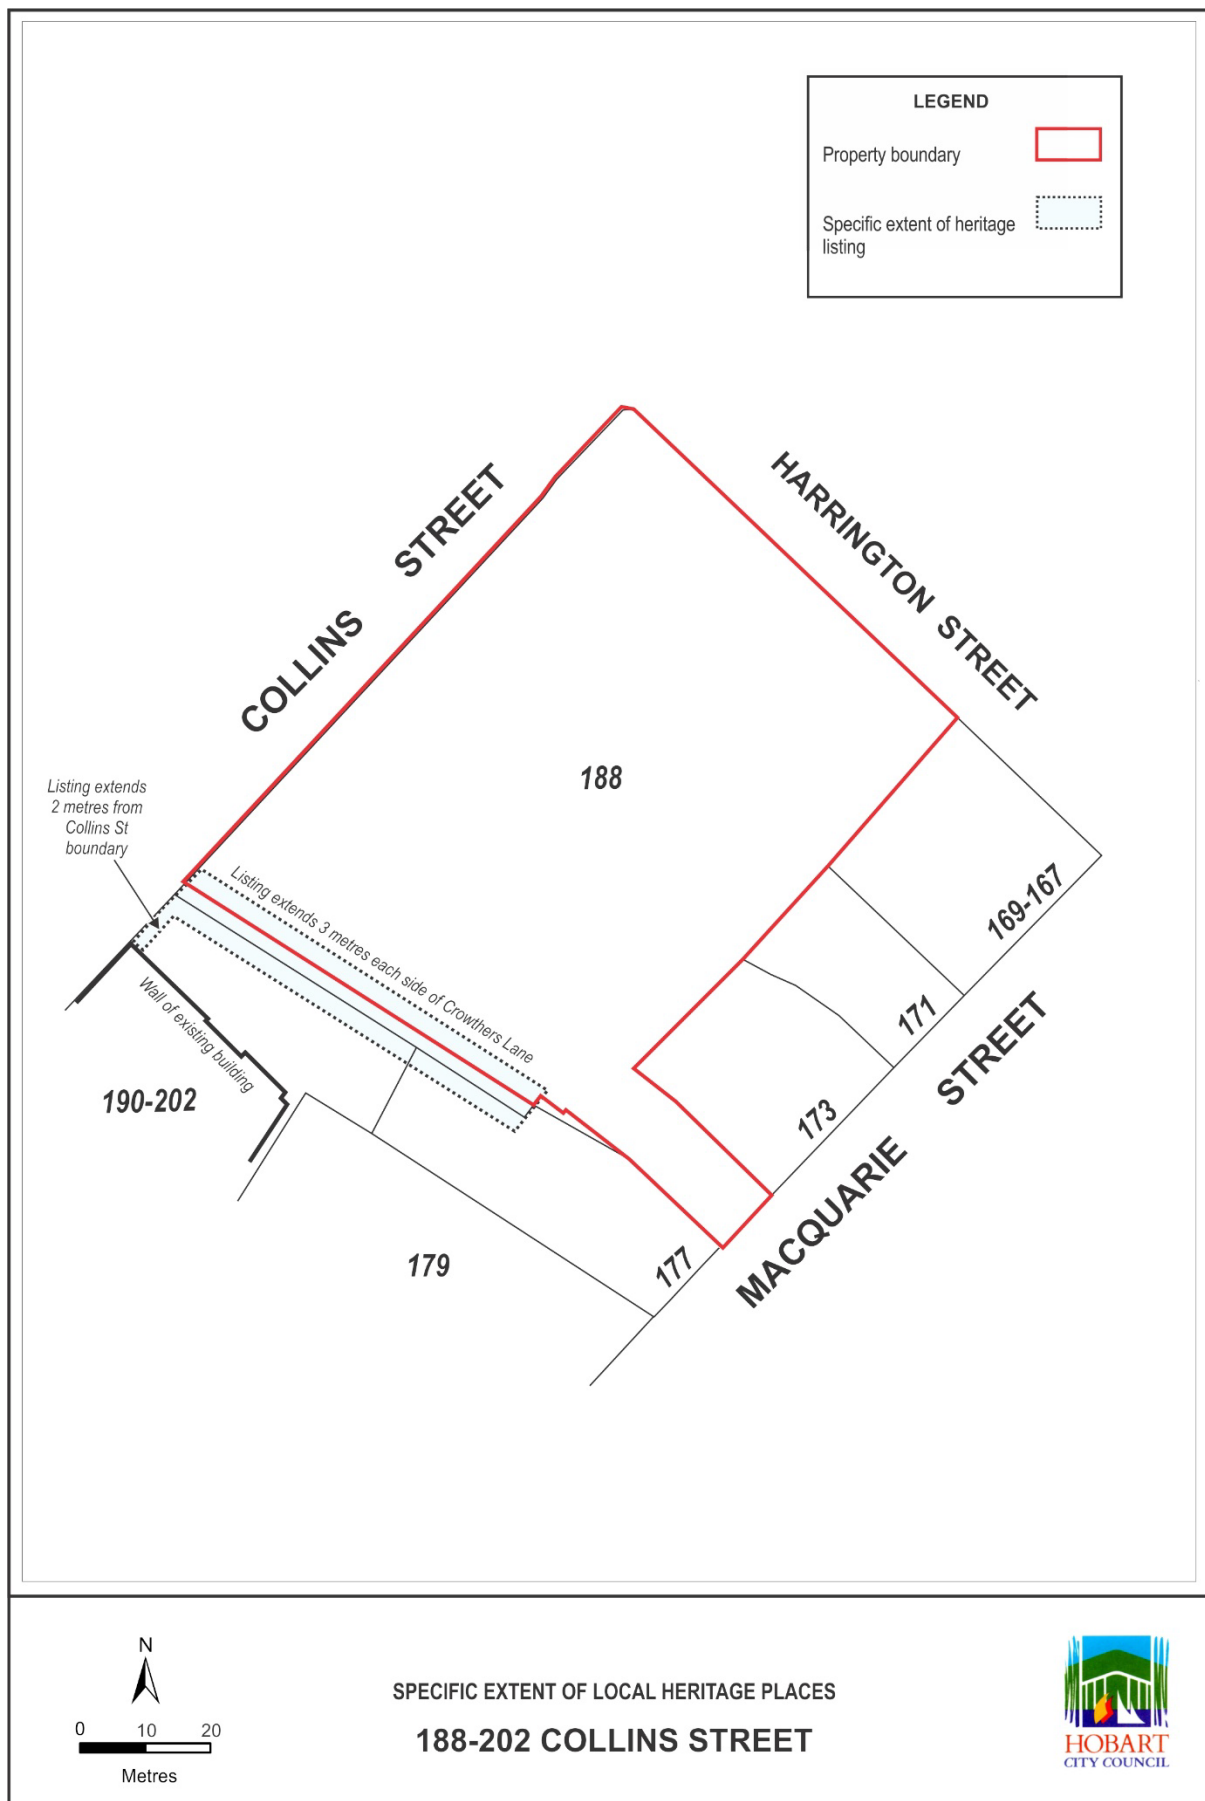 LEGEND
Property boundary
Specific extent of heritage
listing
COLLINS STREET
HARRINGTON STREET
188
Listing extends
2 metres from
Collins St
boundary
Listing extends 3 metres each side of Crowthers Lane
Wall of existing building
190-202
169-167
171
173
MACQUARIE STREET
177
179
N
0 10 20
Metres
SPECIFIC EXTENT OF LOCAL HERITAGE PLACES
188-202 COLLINS STREET
HOBART
CITY COUNCIL